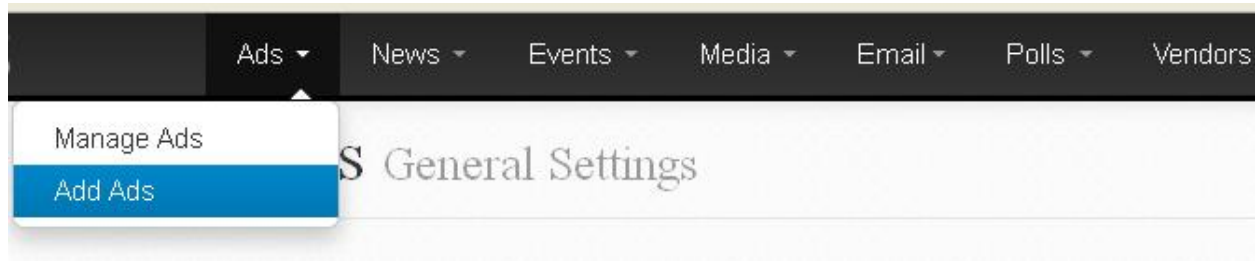 Ads News Events Media Email Polls Vendors
Manage Ads
S General Settings
Add Ads